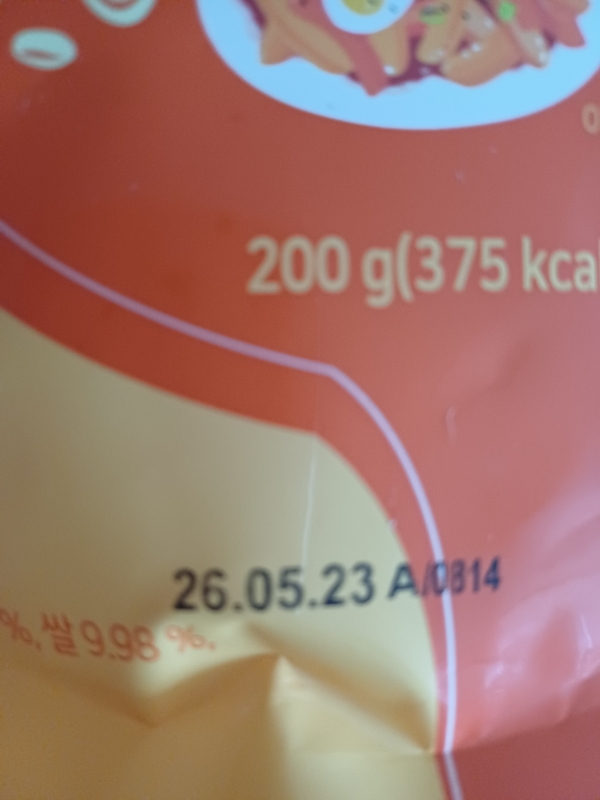 200 g(375 kcal
26.05.23 A/0814
%, 쌀 9.98 %,